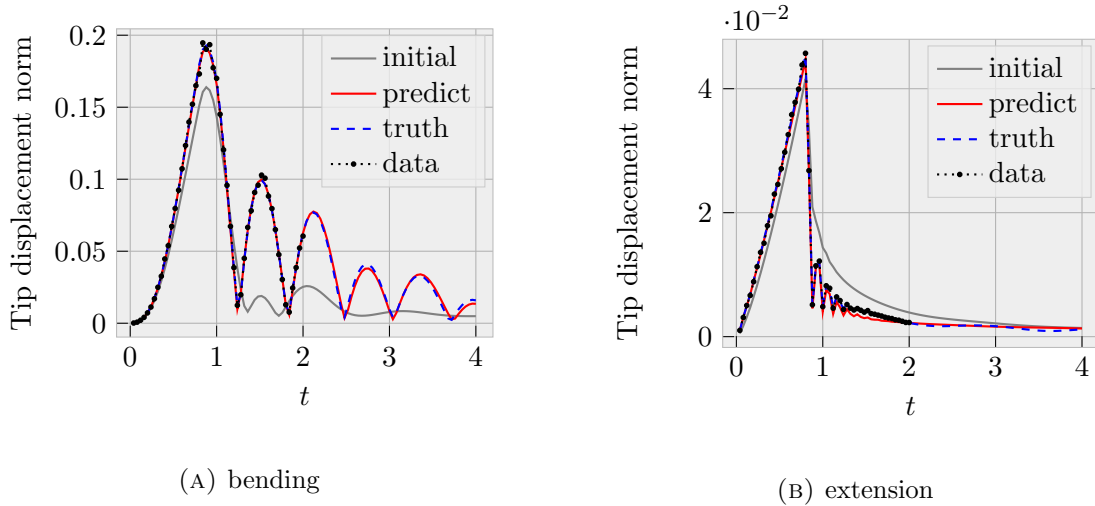 0.2
0.15
0.1
0.05
0
0
1
2
3
4
t
Tip displacement norm
initial
predict
truth
data
(A) bending
·10−2
4
2
0
0
1
2
3
4
t
Tip displacement norm
initial
predict
truth
data
(B) extension